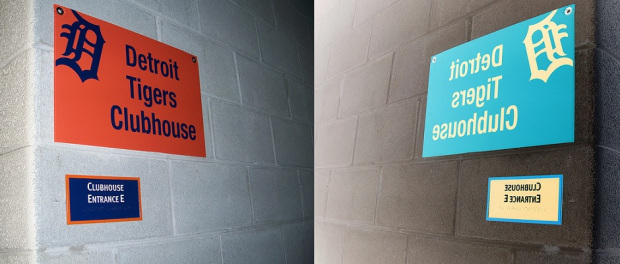 D
Detroit
Tigers
Clubhouse
CLUBHOUSE
ENTRANCE E
D
Detroit
Tigers
Clubhouse
CLUBHOUSE
ENTRANCE E